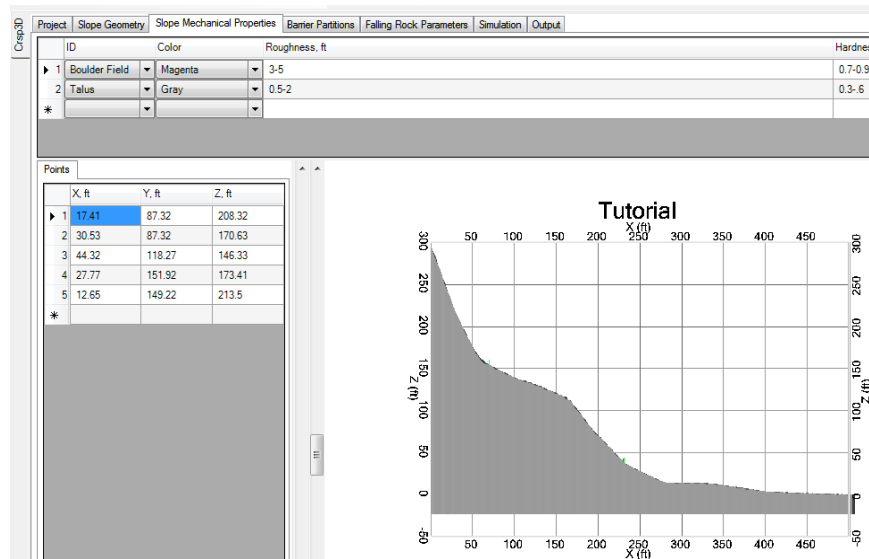 Crsp3D
Project Slope Geometry Slope Mechanical Properties Barrier Partitions Falling Rock Parameters Simulation Output
ID Color Roughness, ft Hardnes
1 Boulder Field Magenta 3-5 0.7-0.9
2 Talus Gray 0.5-2 0.3-.6
Points
X, ft Y, ft Z, ft
1 17.41 87.32 208.32
2 30.53 87.32 170.63
3 44.32 118.27 146.33
4 27.77 151.92 173.41
5 12.65 149.22 213.5
Tutorial
X (ft)
50 100 150 200 250 300 350 400 450
300 300
250 250
200 200
150 150
Z (ft) Z (ft)
100 100
50 50
0 0
-50 -50
50 100 150 200 250 300 350 400 450
X (ft)